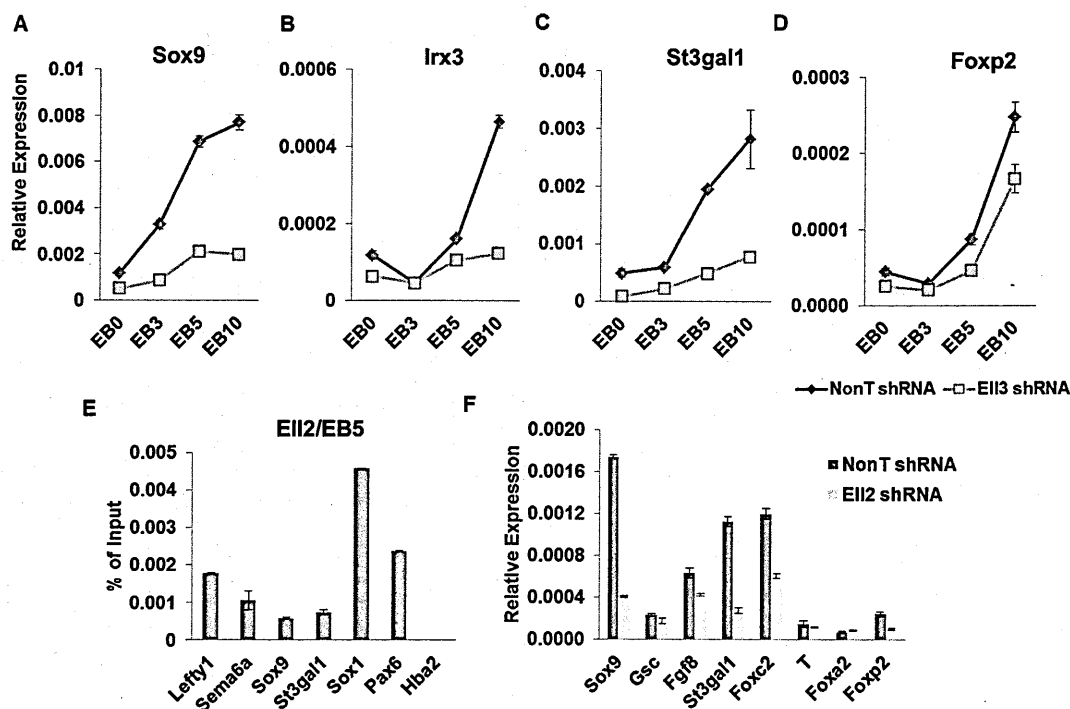 A
Sox9
Relative Expression
0.01
0.008
0.006
0.004
0.002
0
EB0
EB3
EB5
EB10
B
Irx3
0.0006
0.0004
0.0002
0
EB0
EB3
EB5
EB10
C
St3gal1
0.004
0.003
0.002
0.001
0
EB0
EB3
EB5
EB10
D
Foxp2
0.0003
0.0002
0.0001
0.0000
EB0
EB3
EB5
EB10
NonT shRNA
Ell3 shRNA
E
Ell2/EB5
% of Input
0.005
0.004
0.003
0.002
0.001
0
Lefty1
Sema6a
Sox9
St3gal1
Sox1
Pax6
Hba2
F
Relative Expression
0.0020
0.0016
0.0012
0.0008
0.0004
0.0000
NonT shRNA
Ell2 shRNA
Sox9
Gsc
Fgf8
St3gal1
Foxc2
T
Foxa2
Foxp2